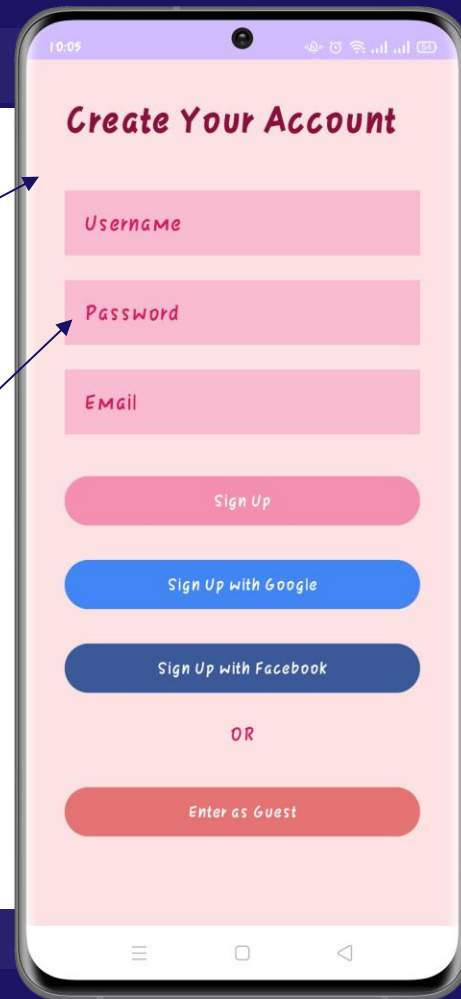 10:05
64
Create Your Account
Username
Password
Email
Sign Up
Sign Up with Google
Sign Up with Facebook
OR
Enter as Guest